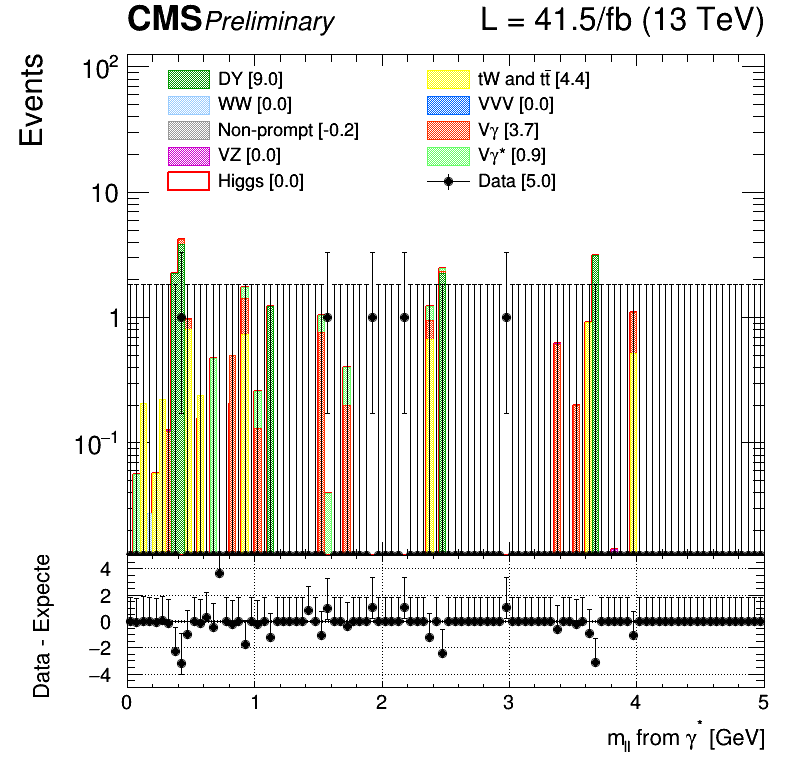 CMS Preliminary L = 41.5/fb (13 TeV)
Events
10²
10
1
10⁻¹
DY [9.0]
WW [0.0]
Non-prompt [-0.2]
VZ [0.0]
Higgs [0.0]
tW and tt̄ [4.4]
VVV [0.0]
Vγ [3.7]
Vγ* [0.9]
Data [5.0]
Data - Expecte
4
2
0
−2
−4
0 1 2 3 4 5
m_ll from γ* [GeV]